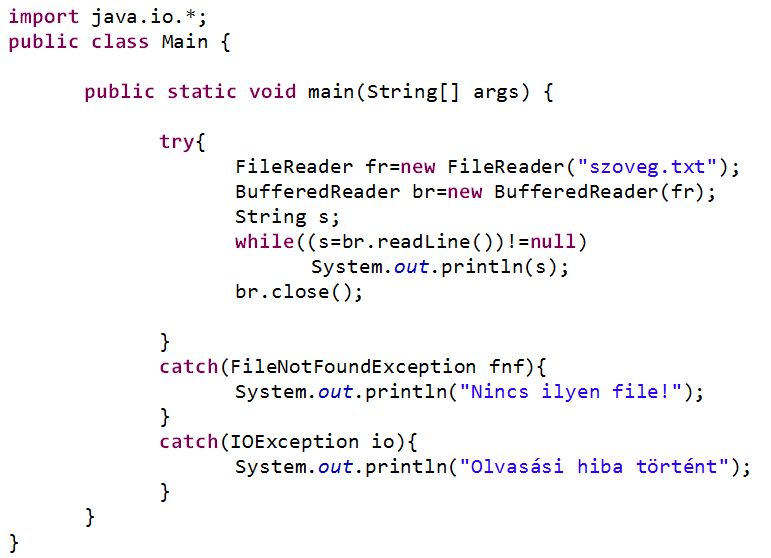 import java.io.*;
public class Main {
public static void main(String[] args) {
try{
FileReader fr=new FileReader("szoveg.txt");
BufferedReader br=new BufferedReader(fr);
String s;
while((s=br.readLine())!=null)
System.out.println(s);
br.close();
}
catch(FileNotFoundException fnf){
System.out.println("Nincs ilyen file!");
}
catch(IOException io){
System.out.println("Olvasási hiba történt");
}
}
}